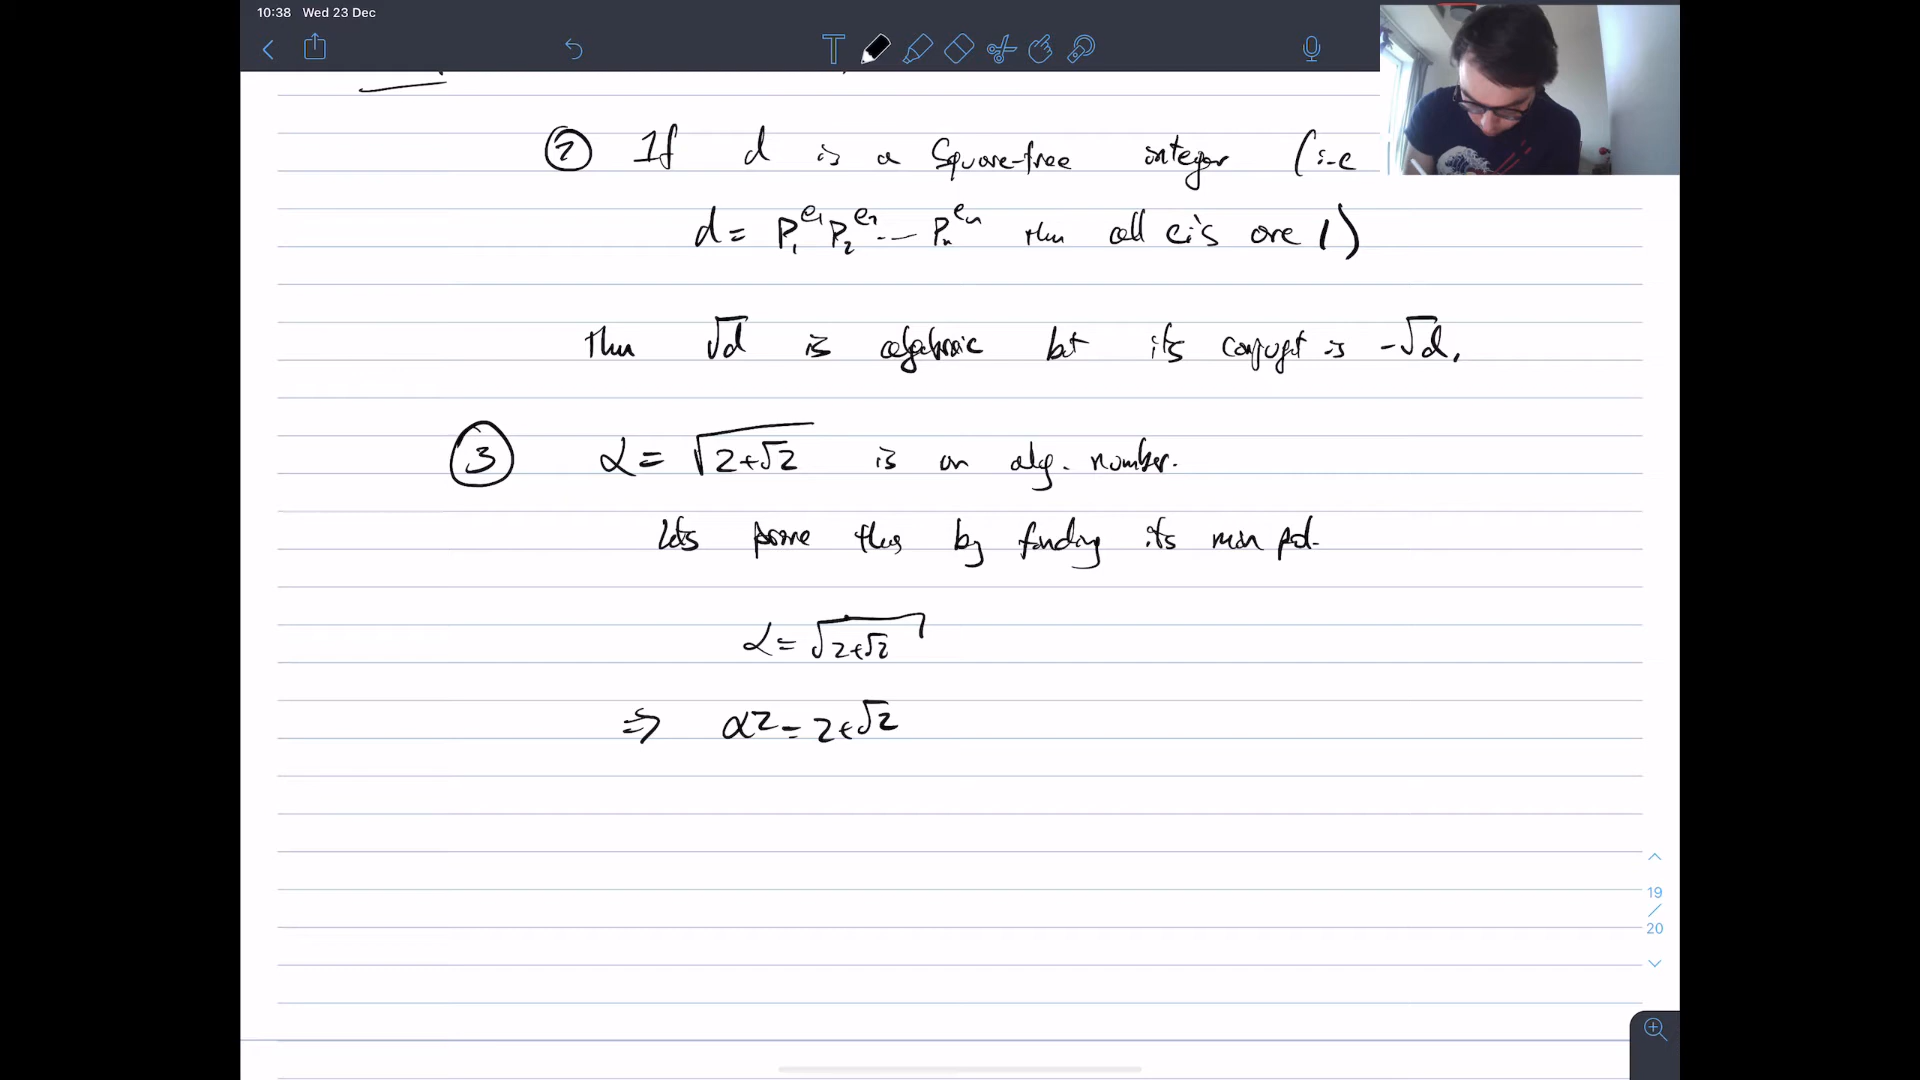 10:38 Wed 23 Dec
② If d is a Square-free integer (i-e
d = P₁^e₁ P₂^e₂ ... Pₙ^eₙ then all ei's are 1)
then √d is algebraic but its conjugt is -√d.
③ α = √(2+√2) is an alg. number.
Lets prove this by finding its min pol.
α = √(2+√2)
⇒ α2 = 2+√2
19
/
20